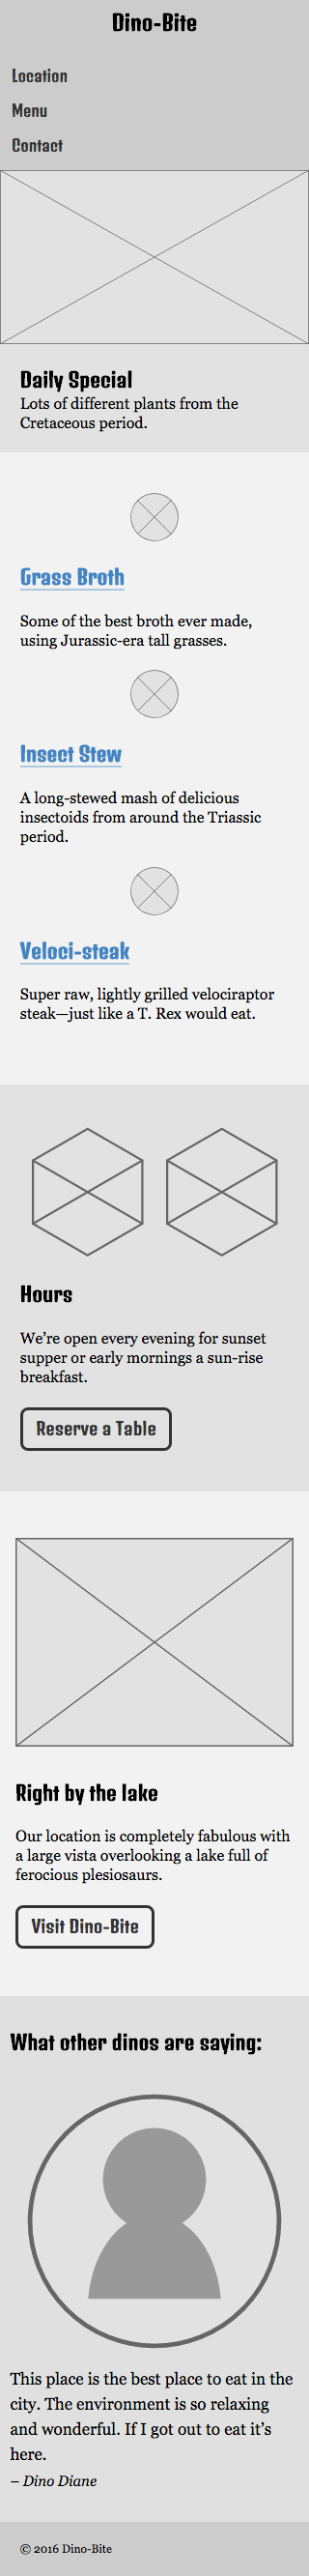 Dino-Bite
Location
Menu
Contact
Daily Special
Lots of different plants from the
Cretaceous period.
Grass Broth
Some of the best broth ever made,
using Jurassic-era tall grasses.
Insect Stew
A long-stewed mash of delicious
insectoids from around the Triassic
period.
Veloci-steak
Super raw, lightly grilled velociraptor
steak—just like a T. Rex would eat.
Hours
We’re open every evening for sunset
supper or early mornings a sun-rise
breakfast.
Reserve a Table
Right by the lake
Our location is completely fabulous with
a large vista overlooking a lake full of
ferocious plesiosaurs.
Visit Dino-Bite
What other dinos are saying:
This place is the best place to eat in the
city. The environment is so relaxing
and wonderful. If I got out to eat it’s
here.
– Dino Diane
© 2016 Dino-Bite